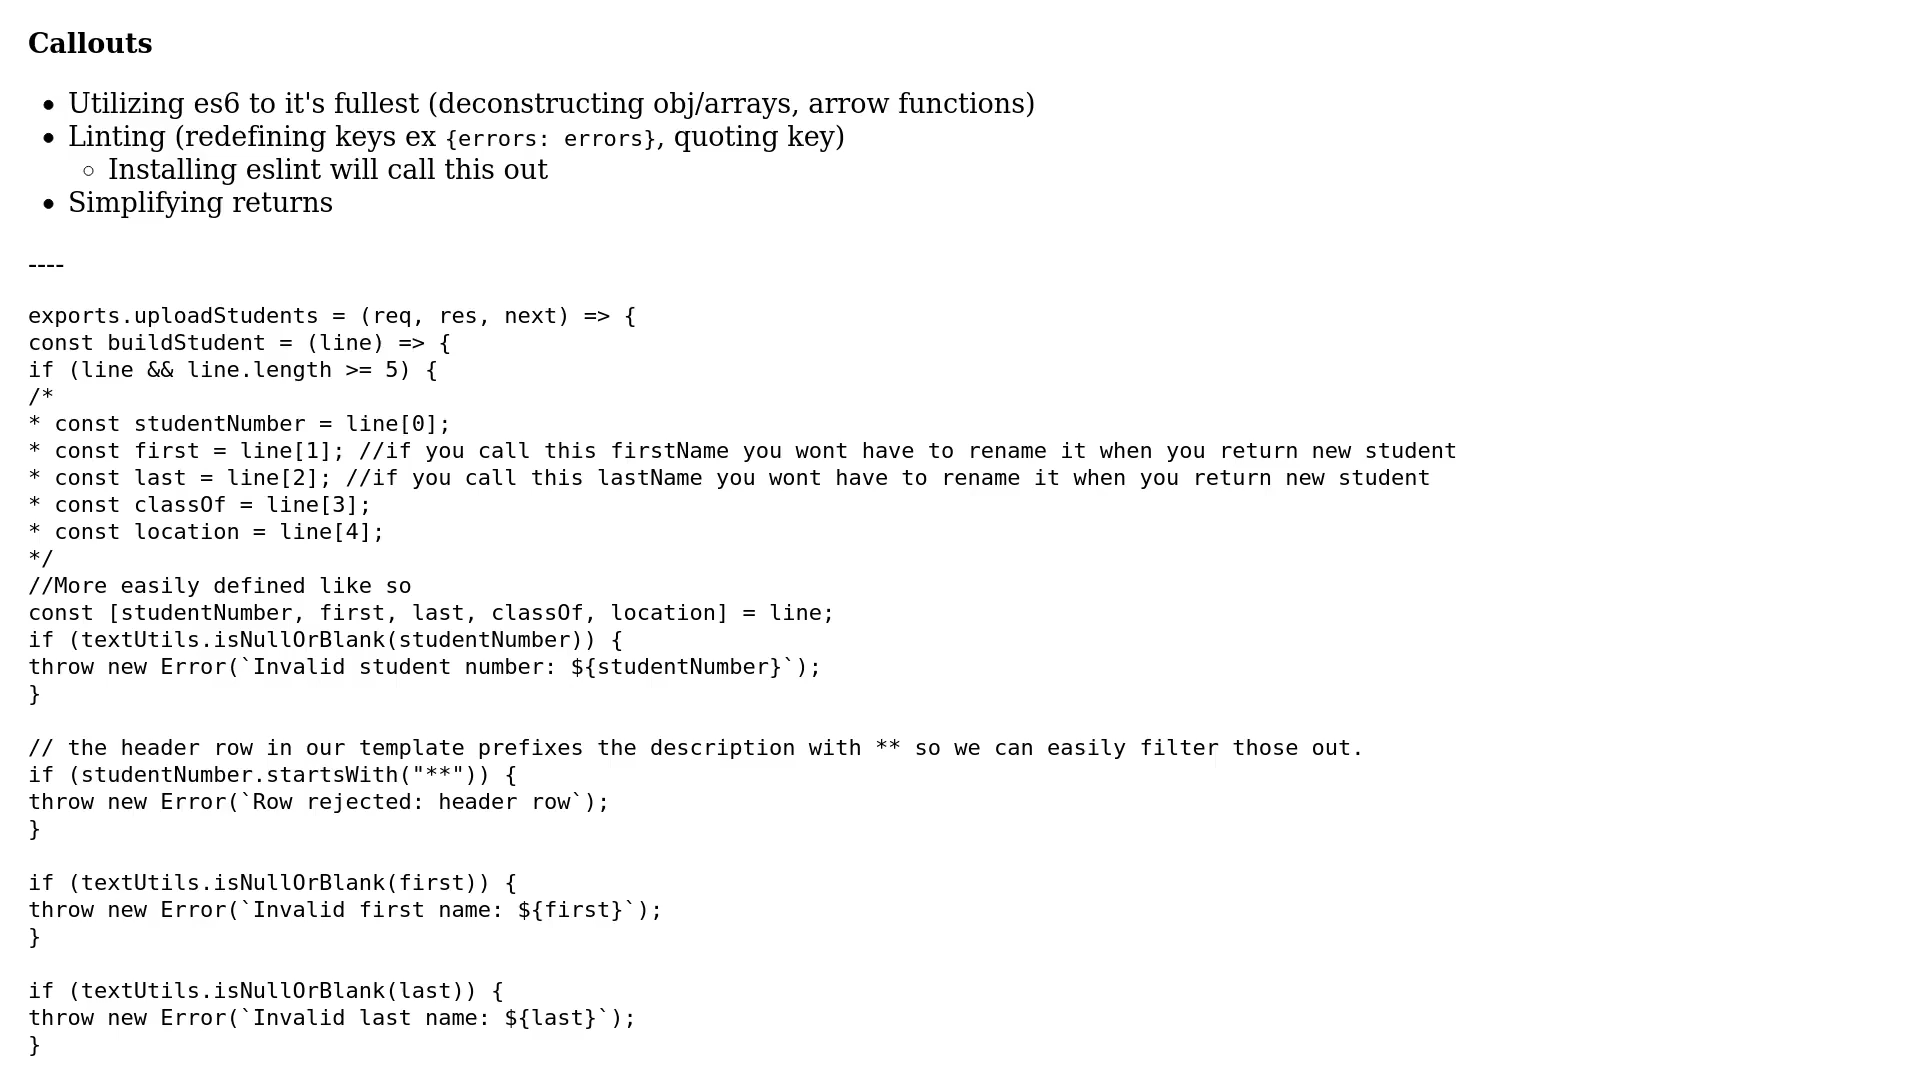 Callouts
Utilizing es6 to it's fullest (deconstructing obj/arrays, arrow functions)
Linting (redefining keys ex {errors: errors}, quoting key)
Installing eslint will call this out
Simplifying returns
----
exports.uploadStudents = (req, res, next) => {
const buildStudent = (line) => {
if (line && line.length >= 5) {
/*
* const studentNumber = line[0];
* const first = line[1]; //if you call this firstName you wont have to rename it when you return new student
* const last = line[2]; //if you call this lastName you wont have to rename it when you return new student
* const classOf = line[3];
* const location = line[4];
*/
//More easily defined like so
const [studentNumber, first, last, classOf, location] = line;
if (textUtils.isNullOrBlank(studentNumber)) {
throw new Error(`Invalid student number: ${studentNumber}`);
}
// the header row in our template prefixes the description with ** so we can easily filter those out.
if (studentNumber.startsWith("**")) {
throw new Error(`Row rejected: header row`);
}
if (textUtils.isNullOrBlank(first)) {
throw new Error(`Invalid first name: ${first}`);
}
if (textUtils.isNullOrBlank(last)) {
throw new Error(`Invalid last name: ${last}`);
}